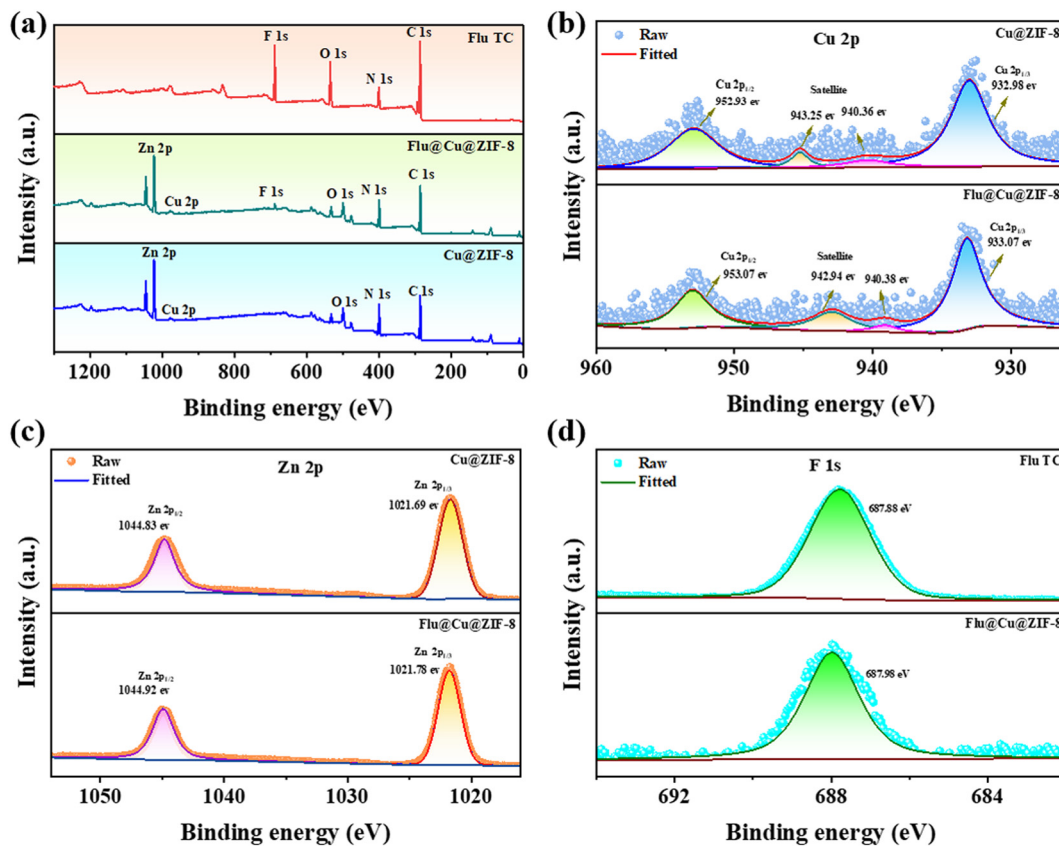 (a)
Flu TC
F 1s
O 1s
N 1s
C 1s
Flu@Cu@ZIF-8
Zn 2p
Cu 2p
F 1s
O 1s
N 1s
C 1s
Cu@ZIF-8
Zn 2p
Cu 2p
O 1s
N 1s
C 1s
Intensity (a.u.)
1200 1000 800 600 400 200 0
Binding energy (eV)
(b)
Raw
Fitted
Cu 2p
Cu@ZIF-8
Cu 2p1/2
952.93 ev
Satellite
943.25 ev
940.36 ev
Cu 2p1/3
932.98 ev
Flu@Cu@ZIF-8
Cu 2p1/2
953.07 ev
Satellite
942.94 ev
940.38 ev
Cu 2p1/3
933.07 ev
Intensity (a.u.)
960 950 940 930
Binding energy (eV)
(c)
Raw
Fitted
Zn 2p
Cu@ZIF-8
Zn 2p1/2
1044.83 ev
Zn 2p1/3
1021.69 ev
Flu@Cu@ZIF-8
Zn 2p1/2
1044.92 ev
Zn 2p1/3
1021.78 ev
Intensity (a.u.)
1050 1040 1030 1020
Binding energy (eV)
(d)
Raw
Fitted
F 1s
Flu TC
687.88 eV
Flu@Cu@ZIF-8
687.98 eV
Intensity (a.u.)
692 688 684
Binding energy (eV)